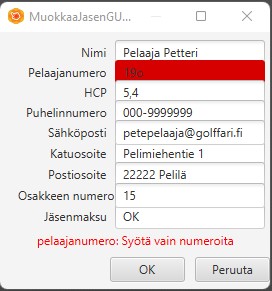 MuokkaaJasenGU...
Nimi Pelaaja Petteri
Pelaajanumero 19o
HCP 5,4
Puhelinnumero 000-9999999
Sähköposti petepelaaja@golffari.fi
Katuosoite Pelimiehentie 1
Postiosoite 22222 Pelilä
Osakkeen numero 15
Jäsenmaksu OK
pelaajanumero: Syötä vain numeroita
OK Peruuta